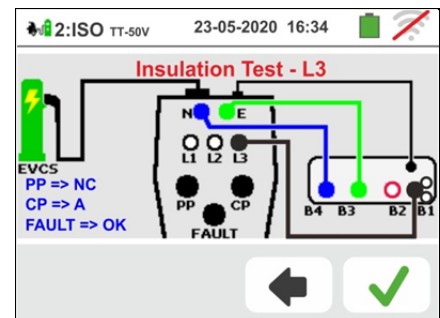 2:ISO TT-50V 23-05-2020 16:34
Insulation Test - L3
N E
L1 L2 L3
EVCS
PP => NC
CP => A
FAULT => OK
PP CP
FAULT
B4 B3 B2 B1